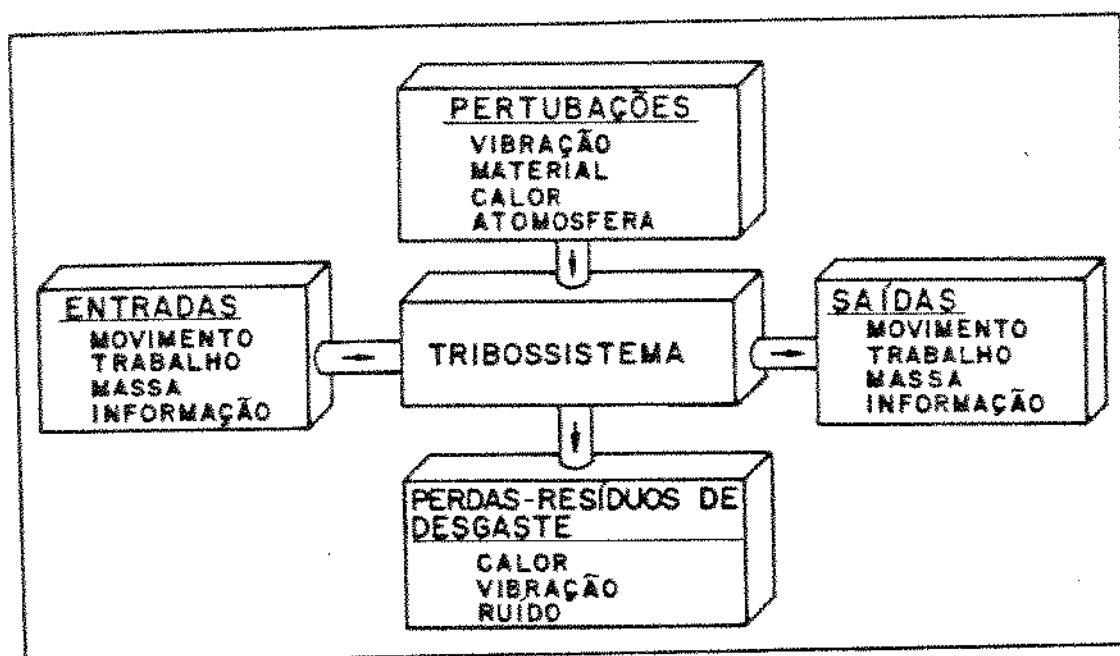 PERTUBAÇÕES
VIBRAÇÃO
MATERIAL
CALOR
ATOMOSFERA
ENTRADAS
MOVIMENTO
TRABALHO
MASSA
INFORMAÇÃO
TRIBOSSISTEMA
SAÍDAS
MOVIMENTO
TRABALHO
MASSA
INFORMAÇÃO
PERDAS-RESÍDUOS DE
DESGASTE
CALOR
VIBRAÇÃO
RUÍDO